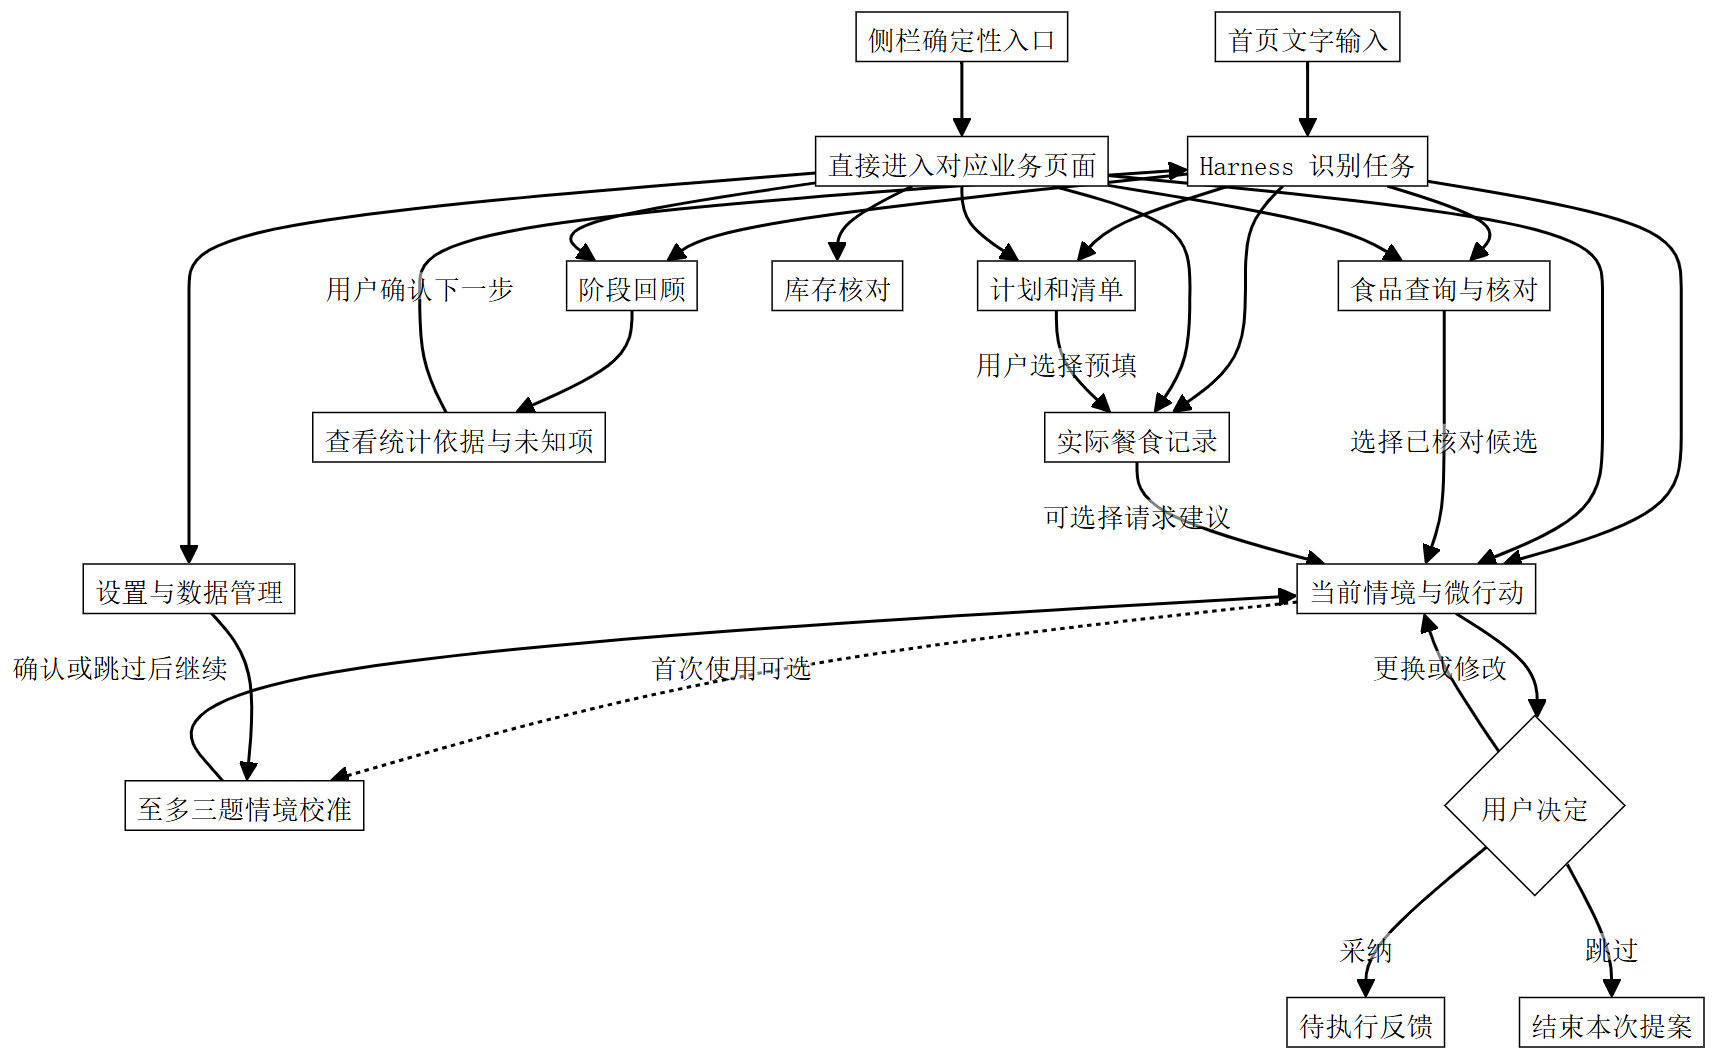 侧栏确定性入口
首页文字输入
直接进入对应业务页面
Harness 识别任务
用户确认下一步
阶段回顾
库存核对
计划和清单
食品查询与核对
用户选择预填
查看统计依据与未知项
实际餐食记录
选择已核对候选
可选择请求建议
设置与数据管理
当前情境与微行动
确认或跳过后继续
首次使用可选
更换或修改
至多三题情境校准
用户决定
采纳
跳过
待执行反馈
结束本次提案